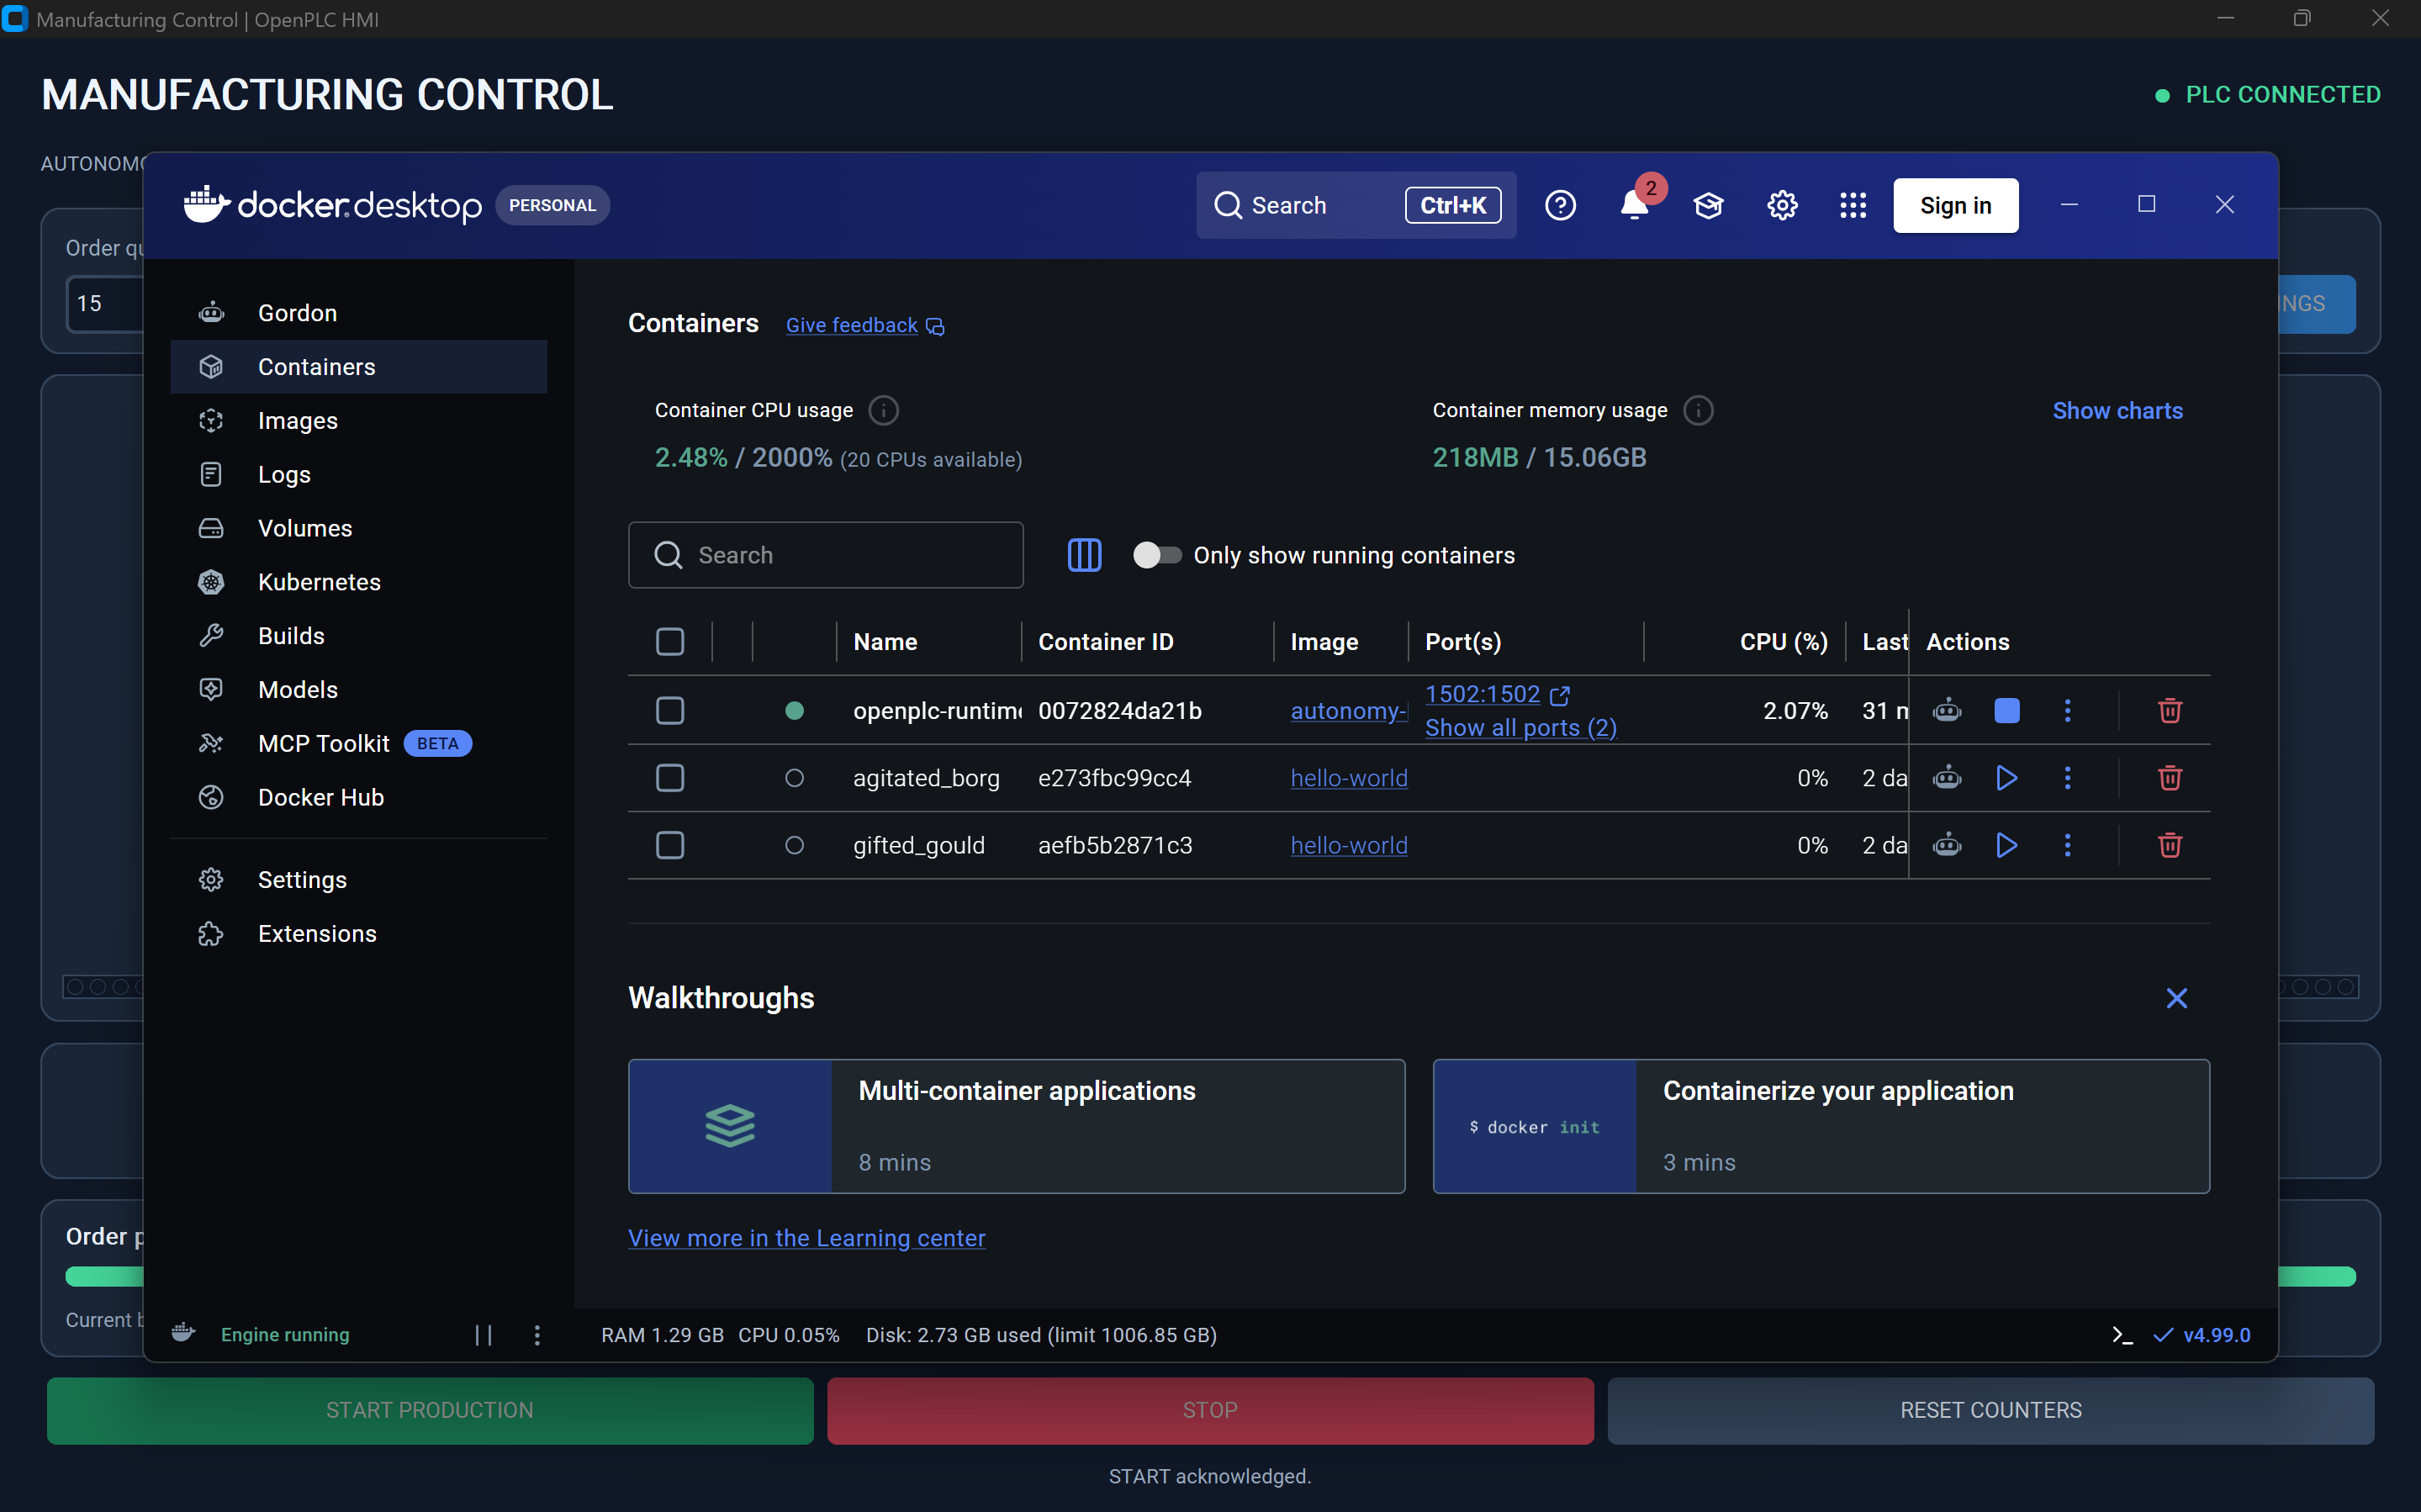 Manufacturing Control | OpenPLC HMI
MANUFACTURING CONTROL
PLC CONNECTED
docker desktop PERSONAL
Search Ctrl+K
2
Sign in
Order
15
Gordon
Containers
Images
Logs
Volumes
Kubernetes
Builds
Models
MCP Toolkit BETA
Docker Hub
Settings
Extensions
Containers Give feedback
Container CPU usage
2.48% / 2000% (20 CPUs available)
Container memory usage
218MB / 15.06GB
Show charts
Search
Only show running containers
Name Container ID Image Port(s) CPU (%) Last Actions
openplc-runtime 0072824da21b autonomy- 1502:1502 2.07% 31
Show all ports (2)
agitated_borg e273fbc99cc4 hello-world 0% 2 da
gifted_gould aefb5b2871c3 hello-world 0% 2 da
Walkthroughs
Multi-container applications
8 mins
$ docker init
Containerize your application
3 mins
View more in the Learning center
Order
Current
Engine running
RAM 1.29 GB CPU 0.05% Disk: 2.73 GB used (limit 1006.85 GB)
v4.99.0
START PRODUCTION
STOP
RESET COUNTERS
START acknowledged.